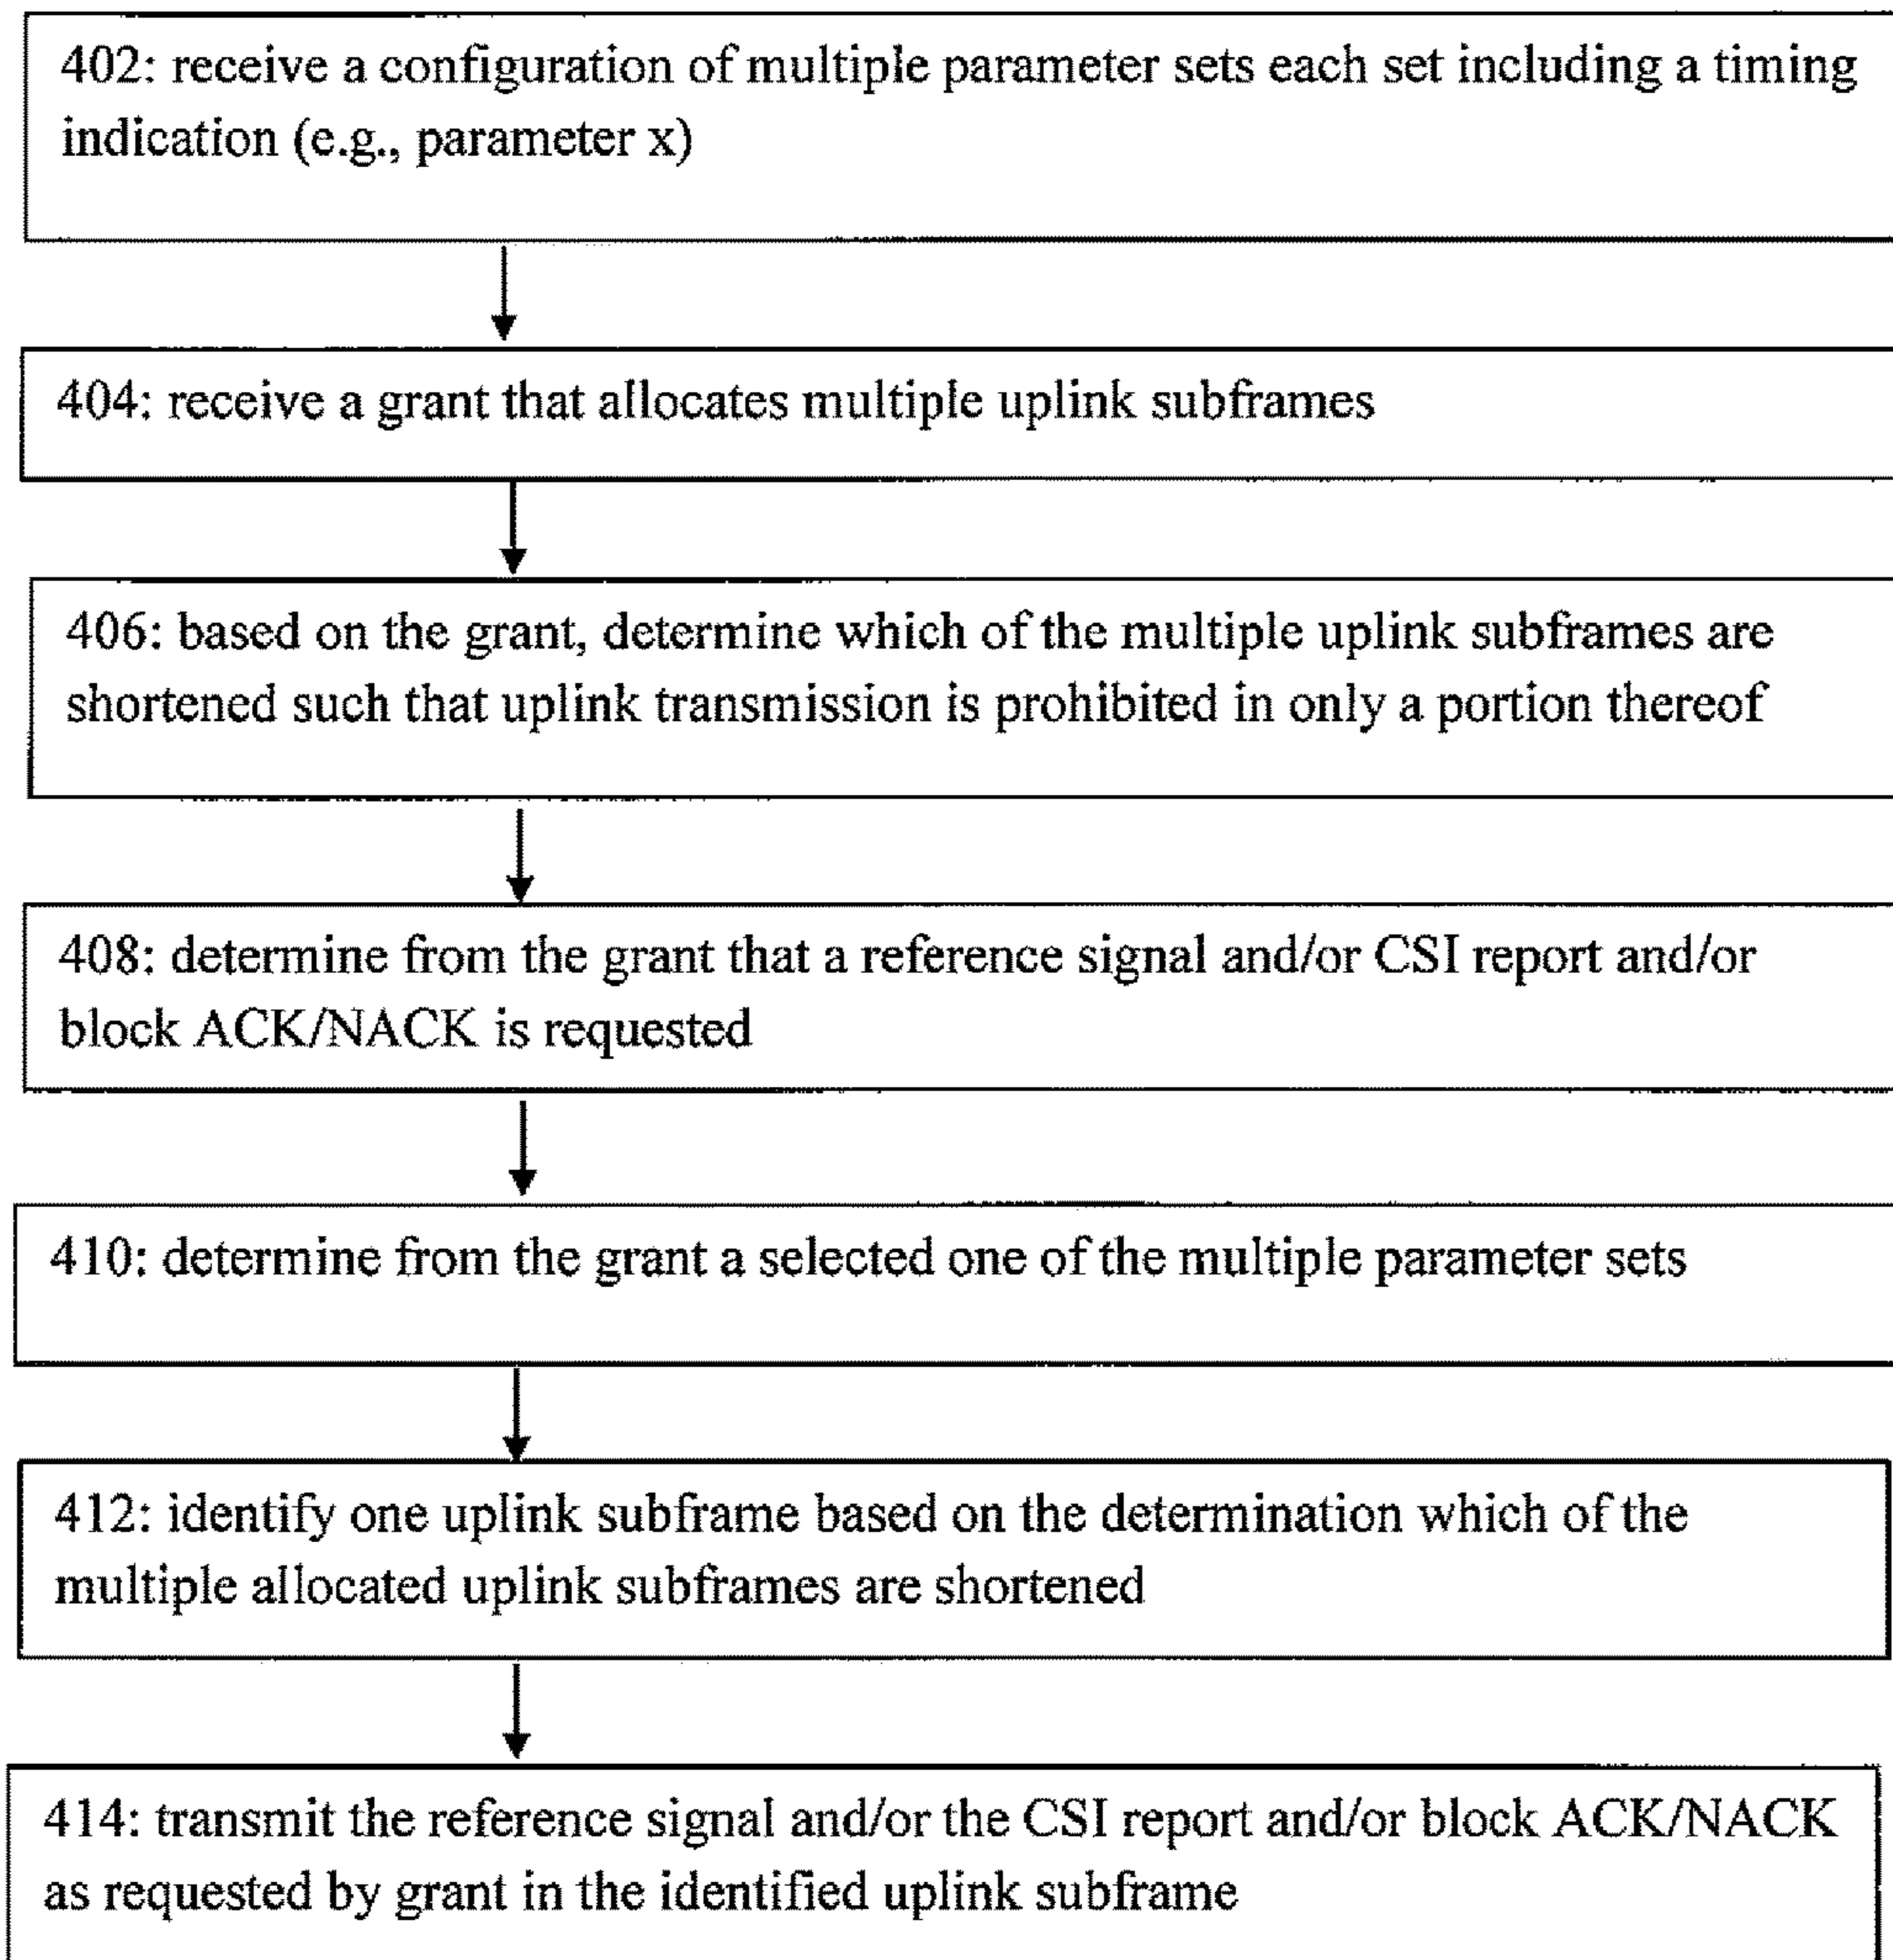 402: receive a configuration of multiple parameter sets each set including a timing
indication (e.g., parameter x)
404: receive a grant that allocates multiple uplink subframes
406: based on the grant, determine which of the multiple uplink subframes are
shortened such that uplink transmission is prohibited in only a portion thereof
408: determine from the grant that a reference signal and/or CSI report and/or
block ACK/NACK is requested
410: determine from the grant a selected one of the multiple parameter sets
412: identify one uplink subframe based on the determination which of the
multiple allocated uplink subframes are shortened
414: transmit the reference signal and/or the CSI report and/or block ACK/NACK
as requested by grant in the identified uplink subframe